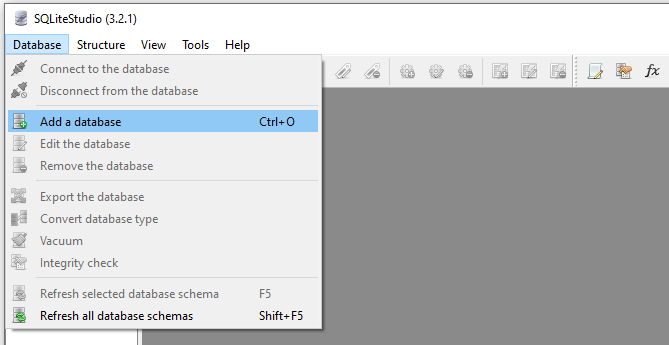 SQLiteStudio (3.2.1)
Database Structure View Tools Help
Connect to the database
Disconnect from the database
Add a database Ctrl+O
Edit the database
Remove the database
Export the database
Convert database type
Vacuum
Integrity check
Refresh selected database schema F5
Refresh all database schemas Shift+F5
fx